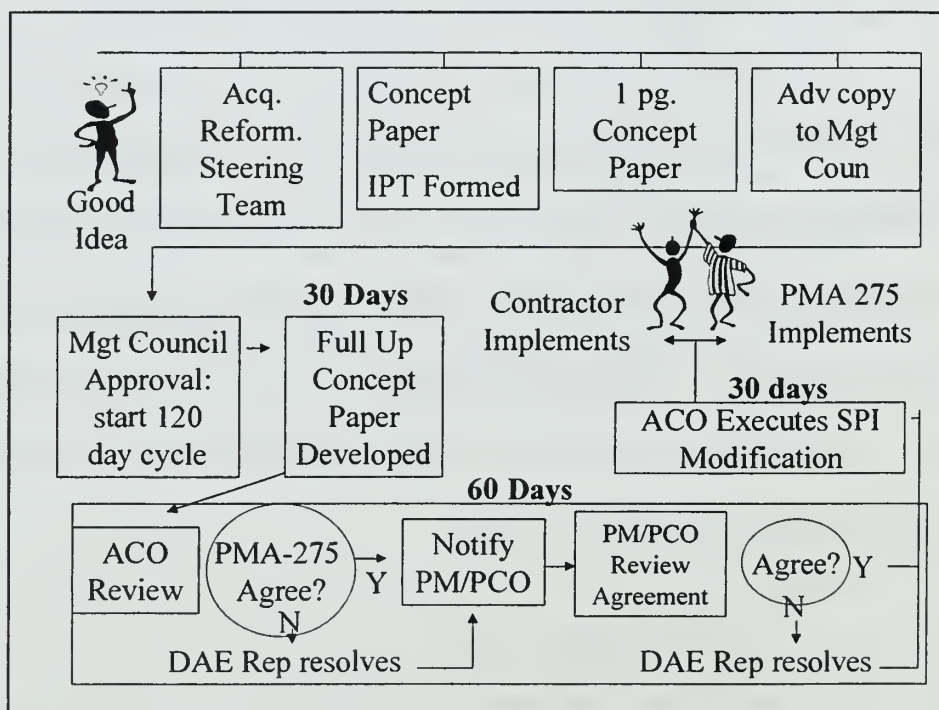 Good
Idea
Acq.
Reform.
Steering
Team
Concept
Paper
IPT Formed
1 pg.
Concept
Paper
Adv copy
to Mgt
Coun
Mgt Council
Approval:
start 120
day cycle
30 Days
Full Up
Concept
Paper
Developed
Contractor
Implements
PMA 275
Implements
30 days
ACO Executes SPI
Modification
60 Days
ACO
Review
PMA-275
Agree?
Y
N
DAE Rep resolves
Notify
PM/PCO
PM/PCO
Review
Agreement
Agree?
Y
N
DAE Rep resolves